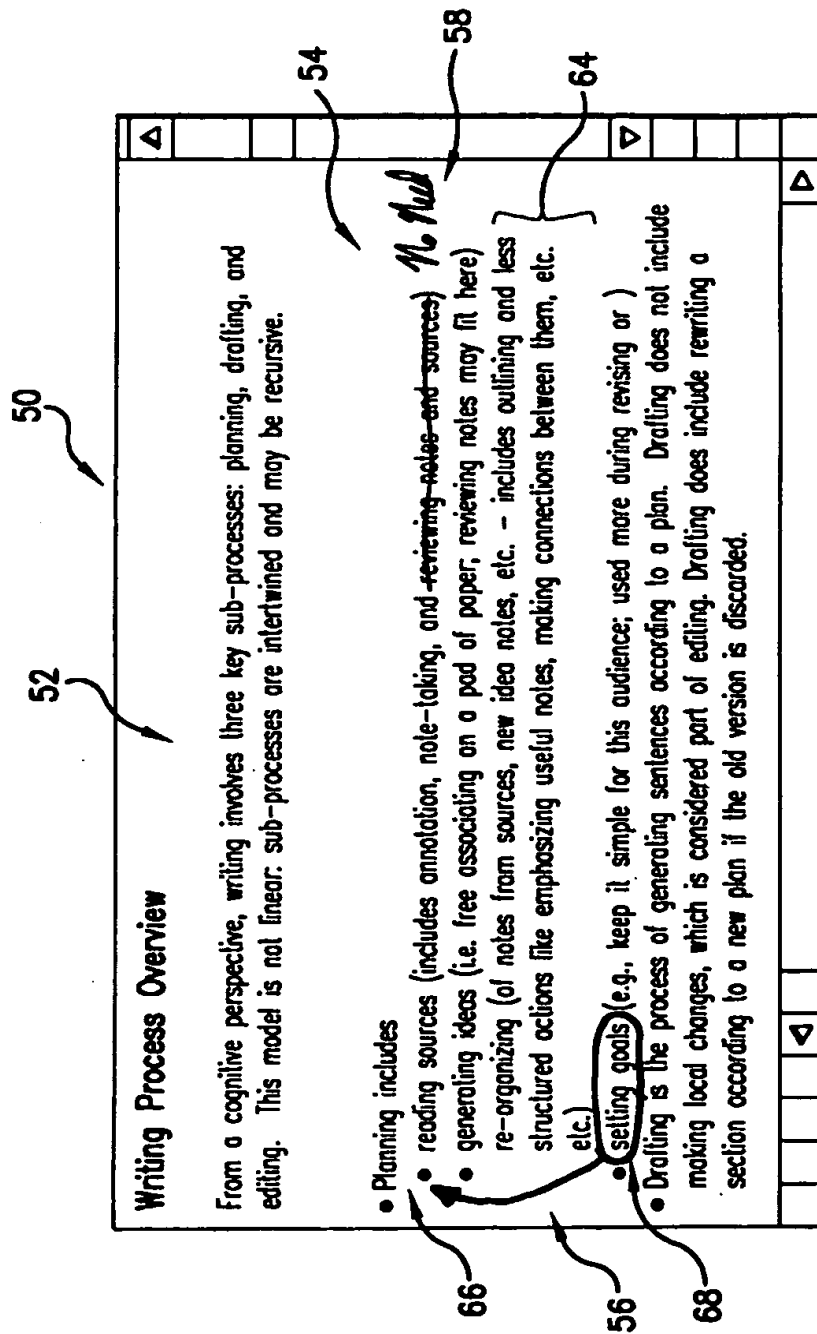 50
52
54
Writing Process Overview
From a cognitive perspective, writing involves three key sub-processes: planning, drafting, and
editing. This model is not linear: sub-processes are intertwined and may be recursive.
• Planning includes
66
• reading sources (includes annotation, note-taking, and reviewing notes and sources) No Need
58
• generating ideas (i.e. free associating on a pad of paper; reviewing notes may fit here)
re-organizing (of notes from sources, new idea notes, etc. - includes outlining and less
structured actions like emphasizing useful notes, making connections between them, etc.
64
etc.)
56
• setting goals (e.g., keep it simple for this audience; used more during revising or )
68
• Drafting is the process of generating sentences according to a plan. Drafting does not include
making local changes, which is considered part of editing. Drafting does include rewriting a
section according to a new plan if the old version is discarded.